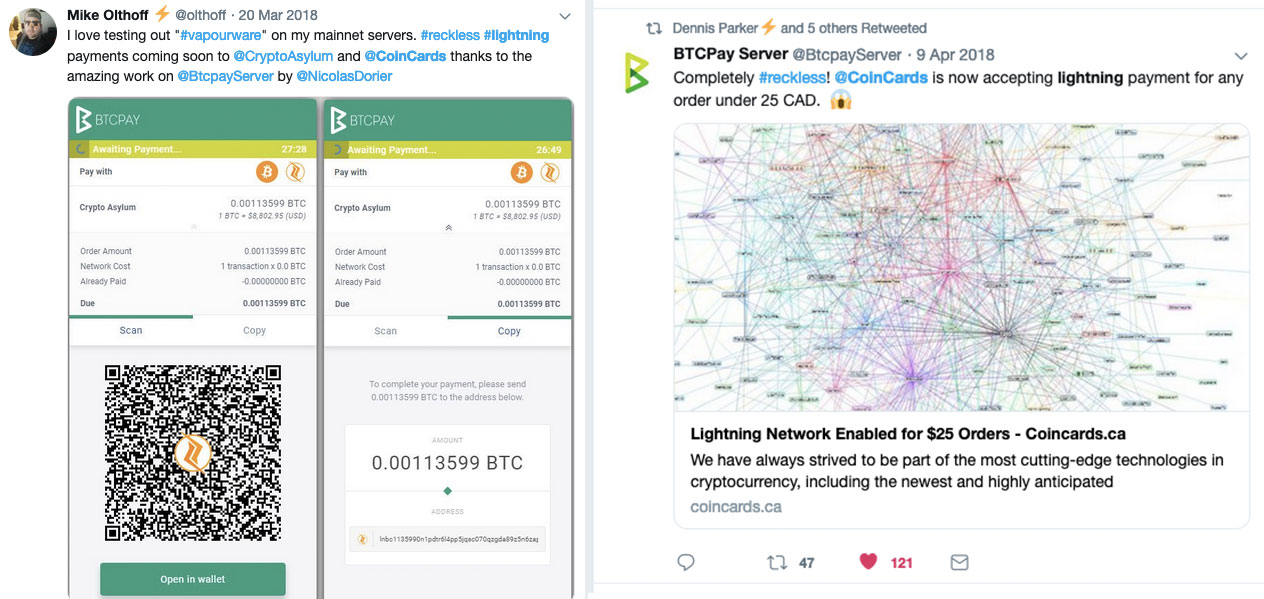 Mike Olthoff ⚡ @olthoff · 20 Mar 2018
I love testing out "#vapourware" on my mainnet servers. #reckless #lightning
payments coming soon to @CryptoAsylum and @CoinCards thanks to the
amazing work on @BtcpayServer by @NicolasDorier
BTCPAY
Awaiting Payment... 27:28
Pay with
Crypto Asylum 0.00113599 BTC
1 BTC = $8,802.95 (USD)
Order Amount 0.00113599 BTC
Network Cost 1 transaction x 0.0 BTC
Already Paid -0.00000000 BTC
Due 0.00113599 BTC
Scan Copy
Open in wallet
BTCPAY
Awaiting Payment... 26:49
Pay with
Crypto Asylum 0.00113599 BTC
1 BTC = $8,802.95 (USD)
Order Amount 0.00113599 BTC
Network Cost 1 transaction x 0.0 BTC
Already Paid -0.00000000 BTC
Due 0.00113599 BTC
Scan Copy
To complete your payment, please send
0.00113599 BTC to the address below.
AMOUNT
0.00113599 BTC
ADDRESS
Dennis Parker⚡ and 5 others Retweeted
BTCPay Server @BtcpayServer · 9 Apr 2018
Completely #reckless! @CoinCards is now accepting lightning payment for any
order under 25 CAD. 😱
Lightning Network Enabled for $25 Orders - Coincards.ca
We have always strived to be part of the most cutting-edge technologies in
cryptocurrency, including the newest and highly anticipated
coincards.ca
47 121